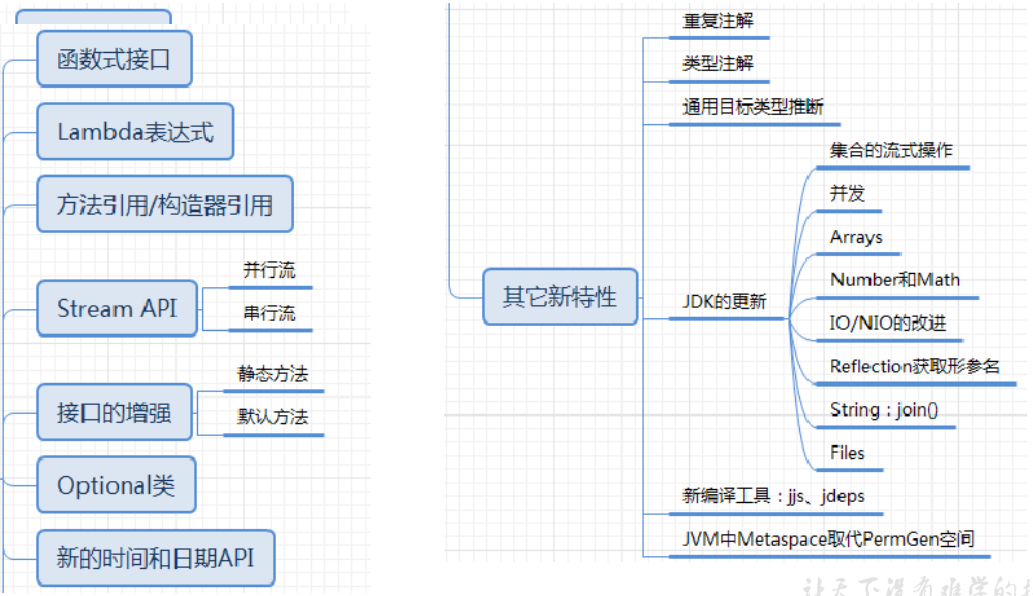 函数式接口
Lambda表达式
方法引用/构造器引用
Stream API
并行流
串行流
接口的增强
静态方法
默认方法
Optional类
新的时间和日期API
其它新特性
重复注解
类型注解
通用目标类型推断
JDK的更新
集合的流式操作
并发
Arrays
Number和Math
IO/NIO的改进
Reflection获取形参名
String：join()
Files
新编译工具：jjs、jdeps
JVM中Metaspace取代PermGen空间
让天下没有难学的技